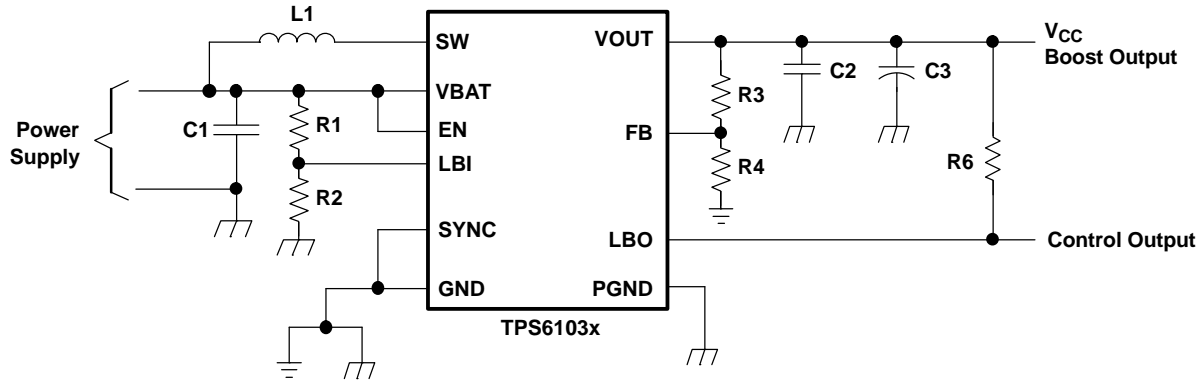 L1
SW
VOUT
VCC
Boost Output
C2
C3
R3
VBAT
Power
Supply
C1
R1
EN
FB
LBI
R4
R6
R2
SYNC
LBO
Control Output
GND
PGND
TPS6103x